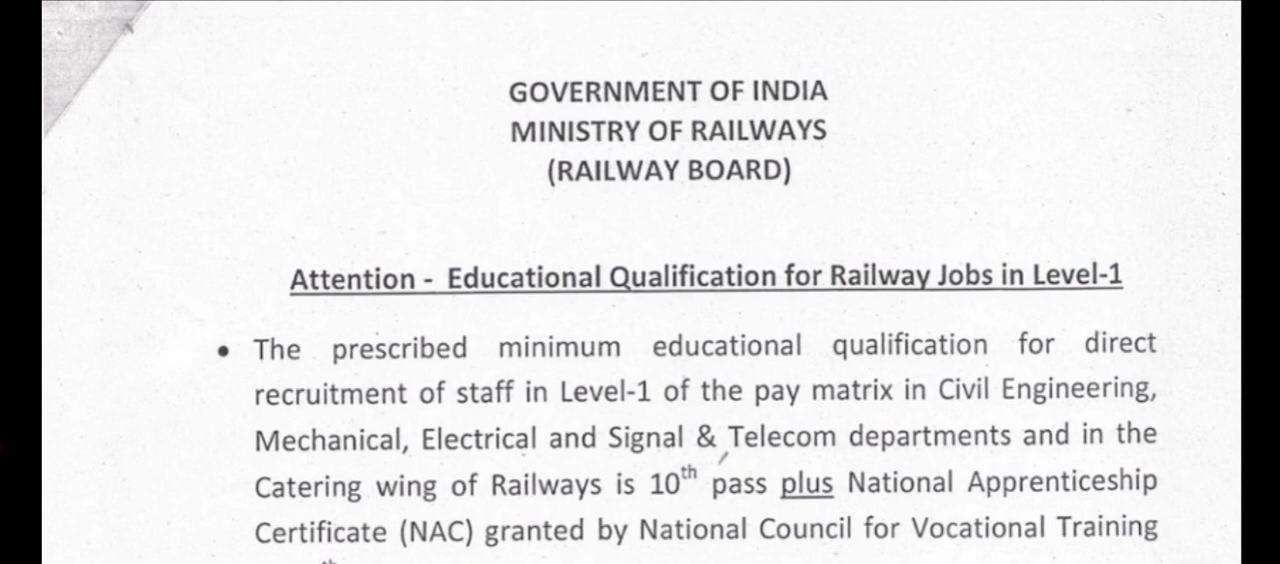 GOVERNMENT OF INDIA
MINISTRY OF RAILWAYS
(RAILWAY BOARD)
Attention - Educational Qualification for Railway Jobs in Level-1
• The prescribed minimum educational qualification for direct
recruitment of staff in Level-1 of the pay matrix in Civil Engineering,
Mechanical, Electrical and Signal & Telecom departments and in the
Catering wing of Railways is 10th pass plus National Apprenticeship
Certificate (NAC) granted by National Council for Vocational Training